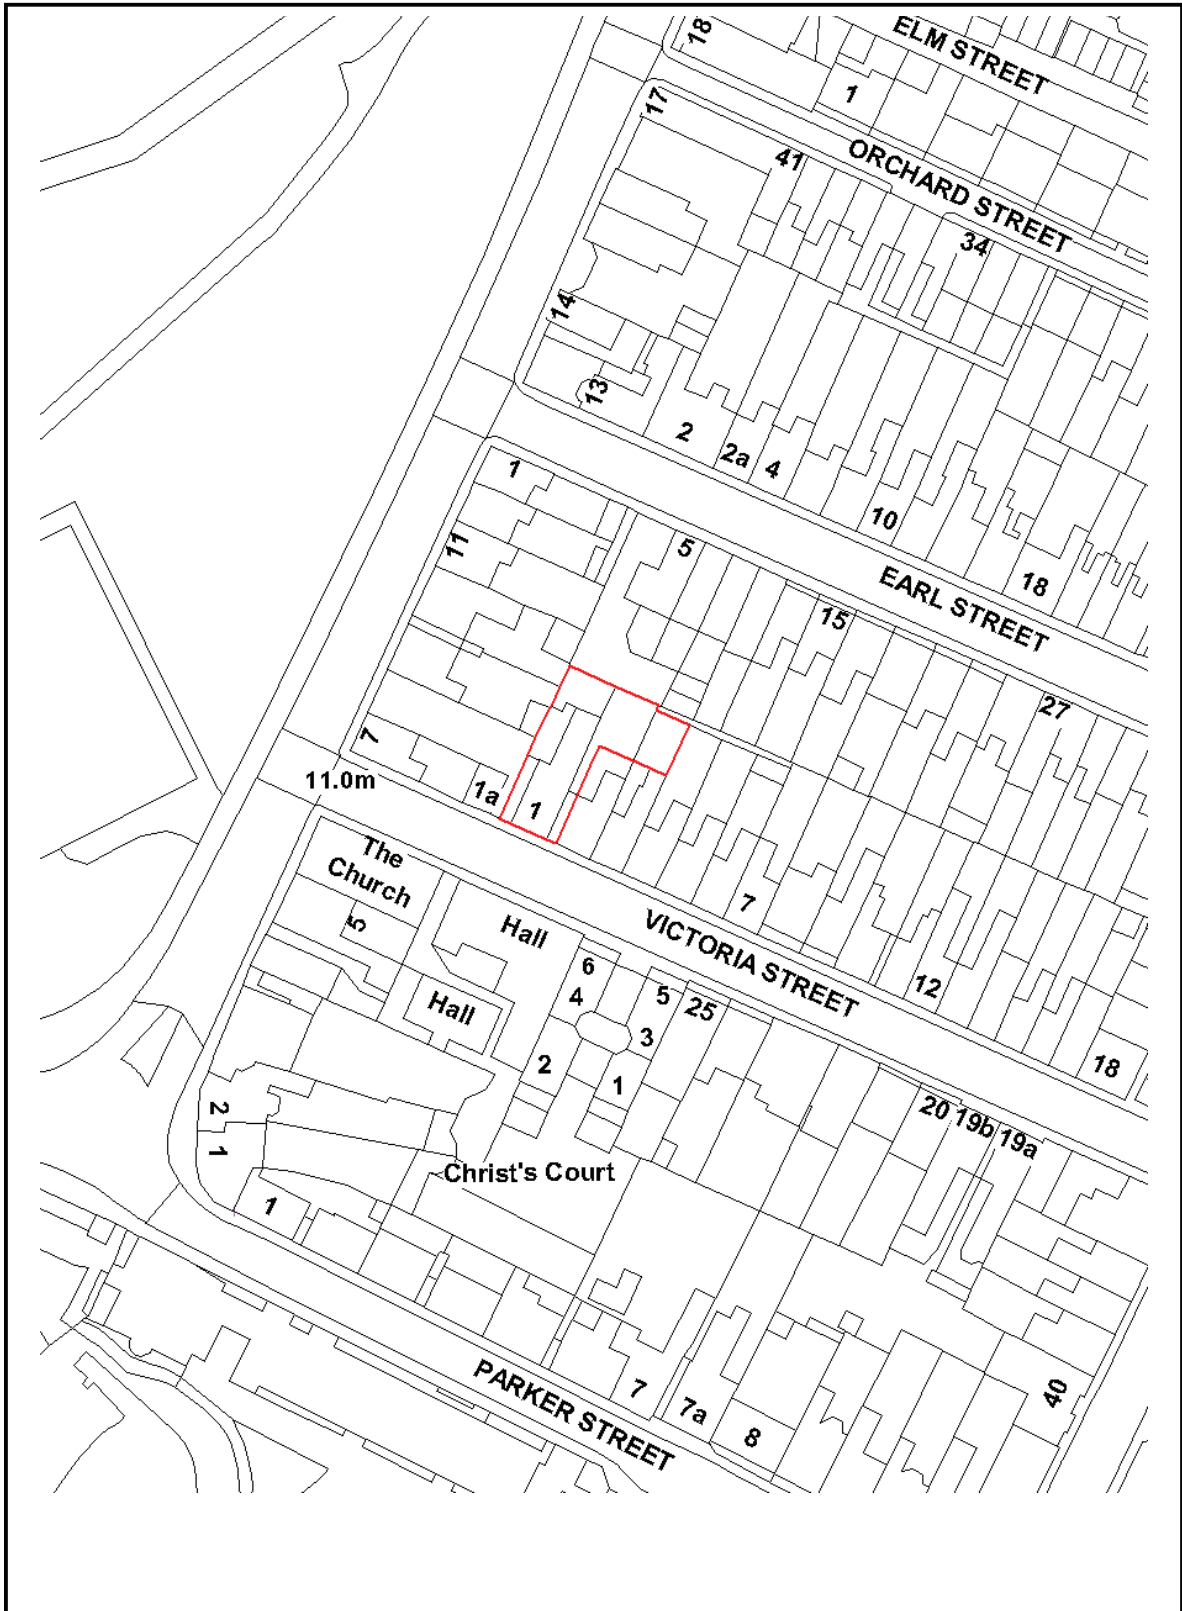 18
ELM STREET
1
17
ORCHARD STREET
41
34
14
13
2
2a
4
10
18
1
11
5
EARL STREET
15
27
7
11.0m
1a
1
7
12
18
VICTORIA STREET
The
Church
5
Hall
Hall
6
4
2
5
3
1
25
20 19b 19a
2
1
1
Christ's Court
PARKER STREET
7
7a
8
40